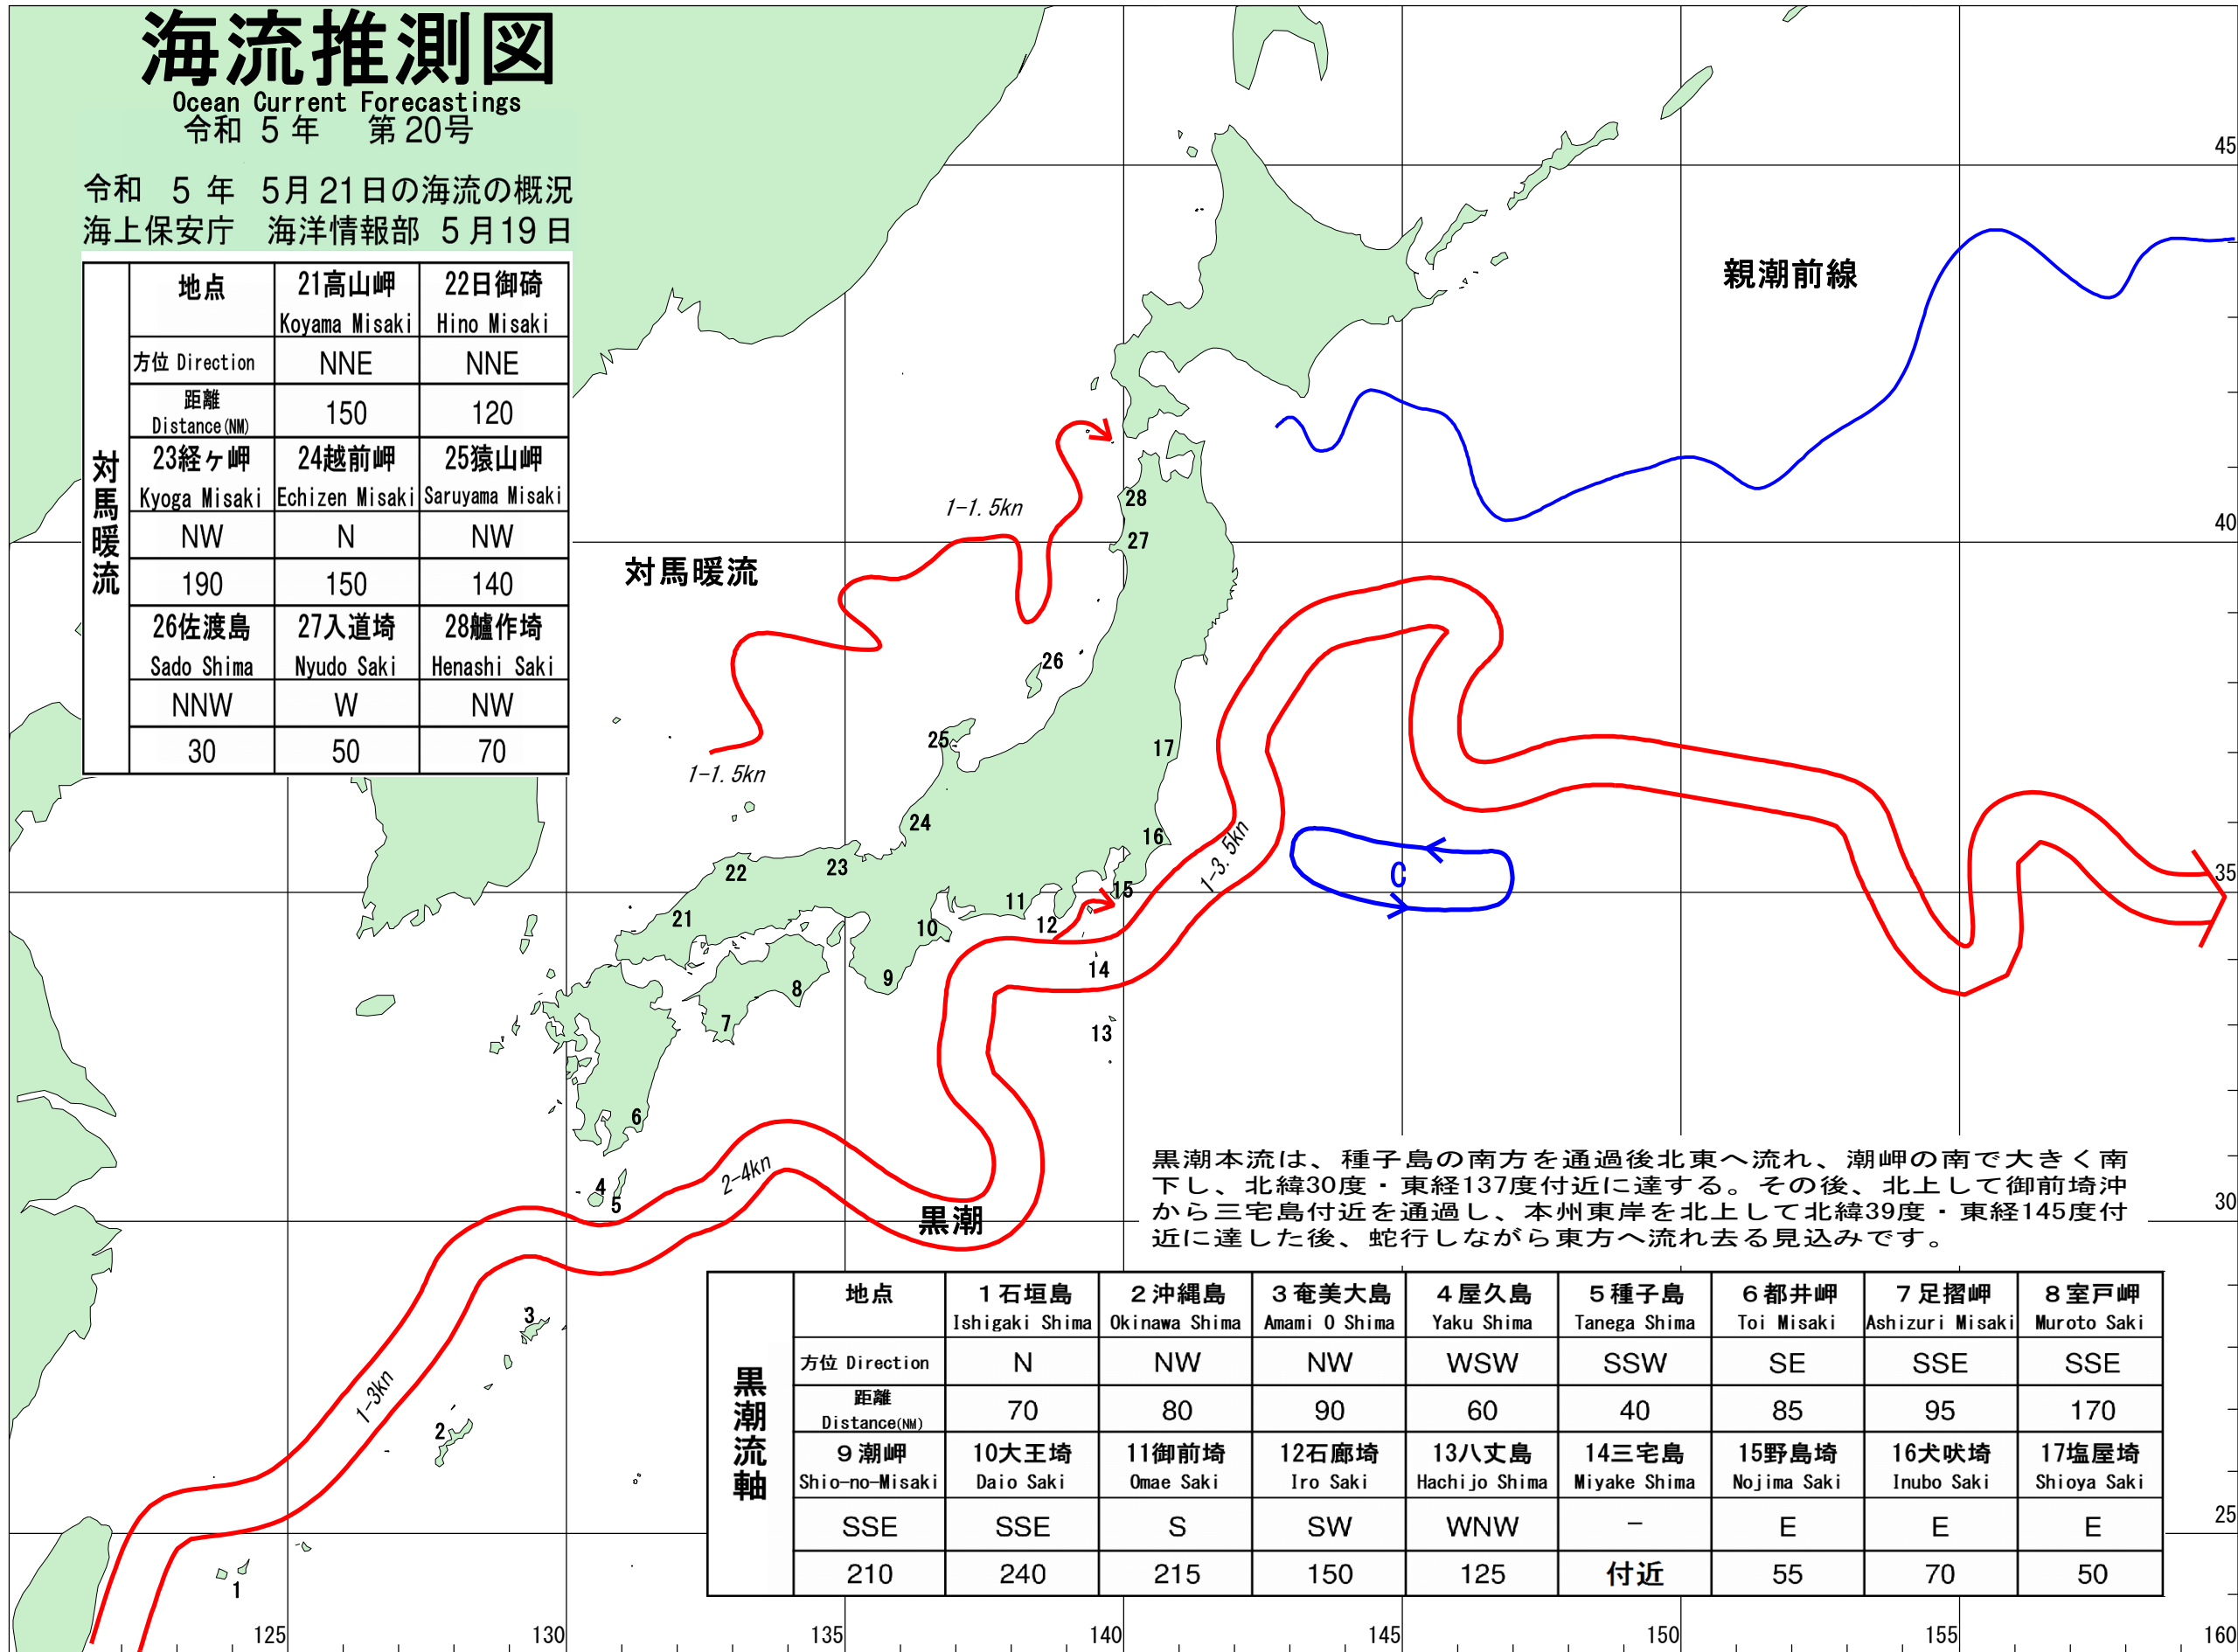 海流推測図
Ocean Current Forecastings
令和 5 年 第 20号
令和 5 年 5月 21日の海流の概況
海上保安庁 海洋情報部 5 月19 日
対馬暖流
地点 21高山岬 22日御碕
Koyama Misaki Hino Misaki
方位 Direction NNE NNE
距離
Distance(NM) 150 120
23経ヶ岬 24越前岬 25猿山岬
Kyoga Misaki Echizen Misaki Saruyama Misaki
NW N NW
190 150 140
26佐渡島 27入道埼 28艫作埼
Sado Shima Nyudo Saki Henashi Saki
NNW W NW
30 50 70
親潮前線
対馬暖流
1-1.5kn
1-1.5kn
45
40
35
30
25
28
27
26
25
24
23
22
21
17
16
15
14
13
12
11
10
9
8
7
6
5
4
3
2
1
C
1-3.5kn
2-4kn
1-3kn
黒潮
黒潮本流は、種子島の南方を通過後北東へ流れ、潮岬の南で大きく南
下し、北緯30度・東経137度付近に達する。その後、北上して御前埼沖
から三宅島付近を通過し、本州東岸を北上して北緯39度・東経145度付
近に達した後、蛇行しながら東方へ流れ去る見込みです。
黒潮流軸
地点 1石垣島 2沖縄島 3奄美大島 4屋久島 5種子島 6都井岬 7足摺岬 8室戸岬
Ishigaki Shima Okinawa Shima Amami O Shima Yaku Shima Tanega Shima Toi Misaki Ashizuri Misaki Muroto Saki
方位 Direction N NW NW WSW SSW SE SSE SSE
距離
Distance(NM) 70 80 90 60 40 85 95 170
9潮岬 10大王埼 11御前埼 12石廊埼 13八丈島 14三宅島 15野島埼 16犬吠埼 17塩屋埼
Shio-no-Misaki Daio Saki Omae Saki Iro Saki Hachijo Shima Miyake Shima Nojima Saki Inubo Saki Shioya Saki
SSE SSE S SW WNW − E E E
210 240 215 150 125 付近 55 70 50
125 130 135 140 145 150 155 160